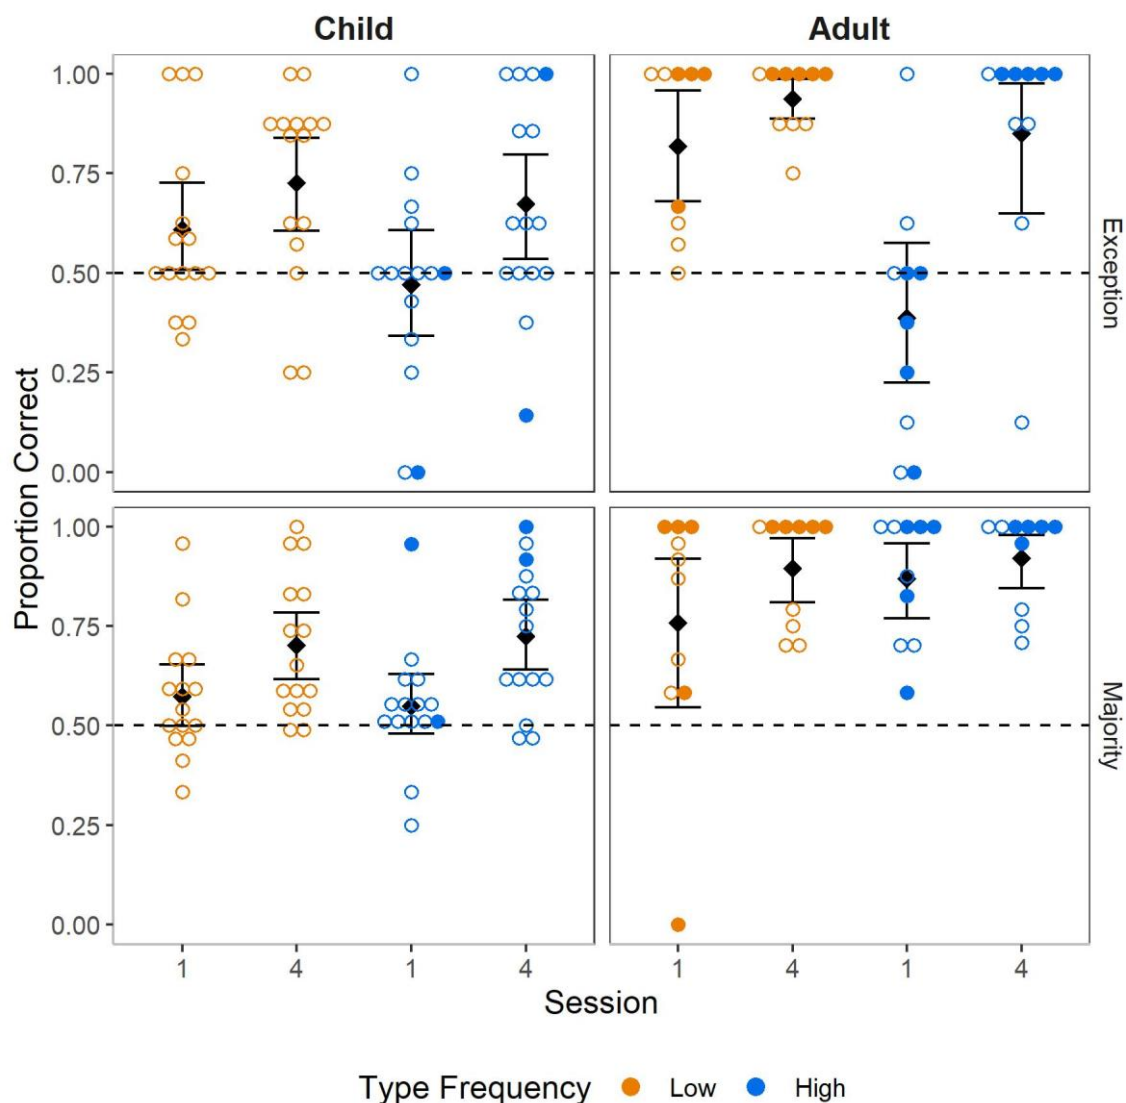 Child Adult
1.00
0.75
0.50
0.25
0.00
Exception
1.00
0.75
0.50
0.25
0.00
Majority
Proportion Correct
1 4 1 4 1 4 1 4
Session
Type Frequency Low High